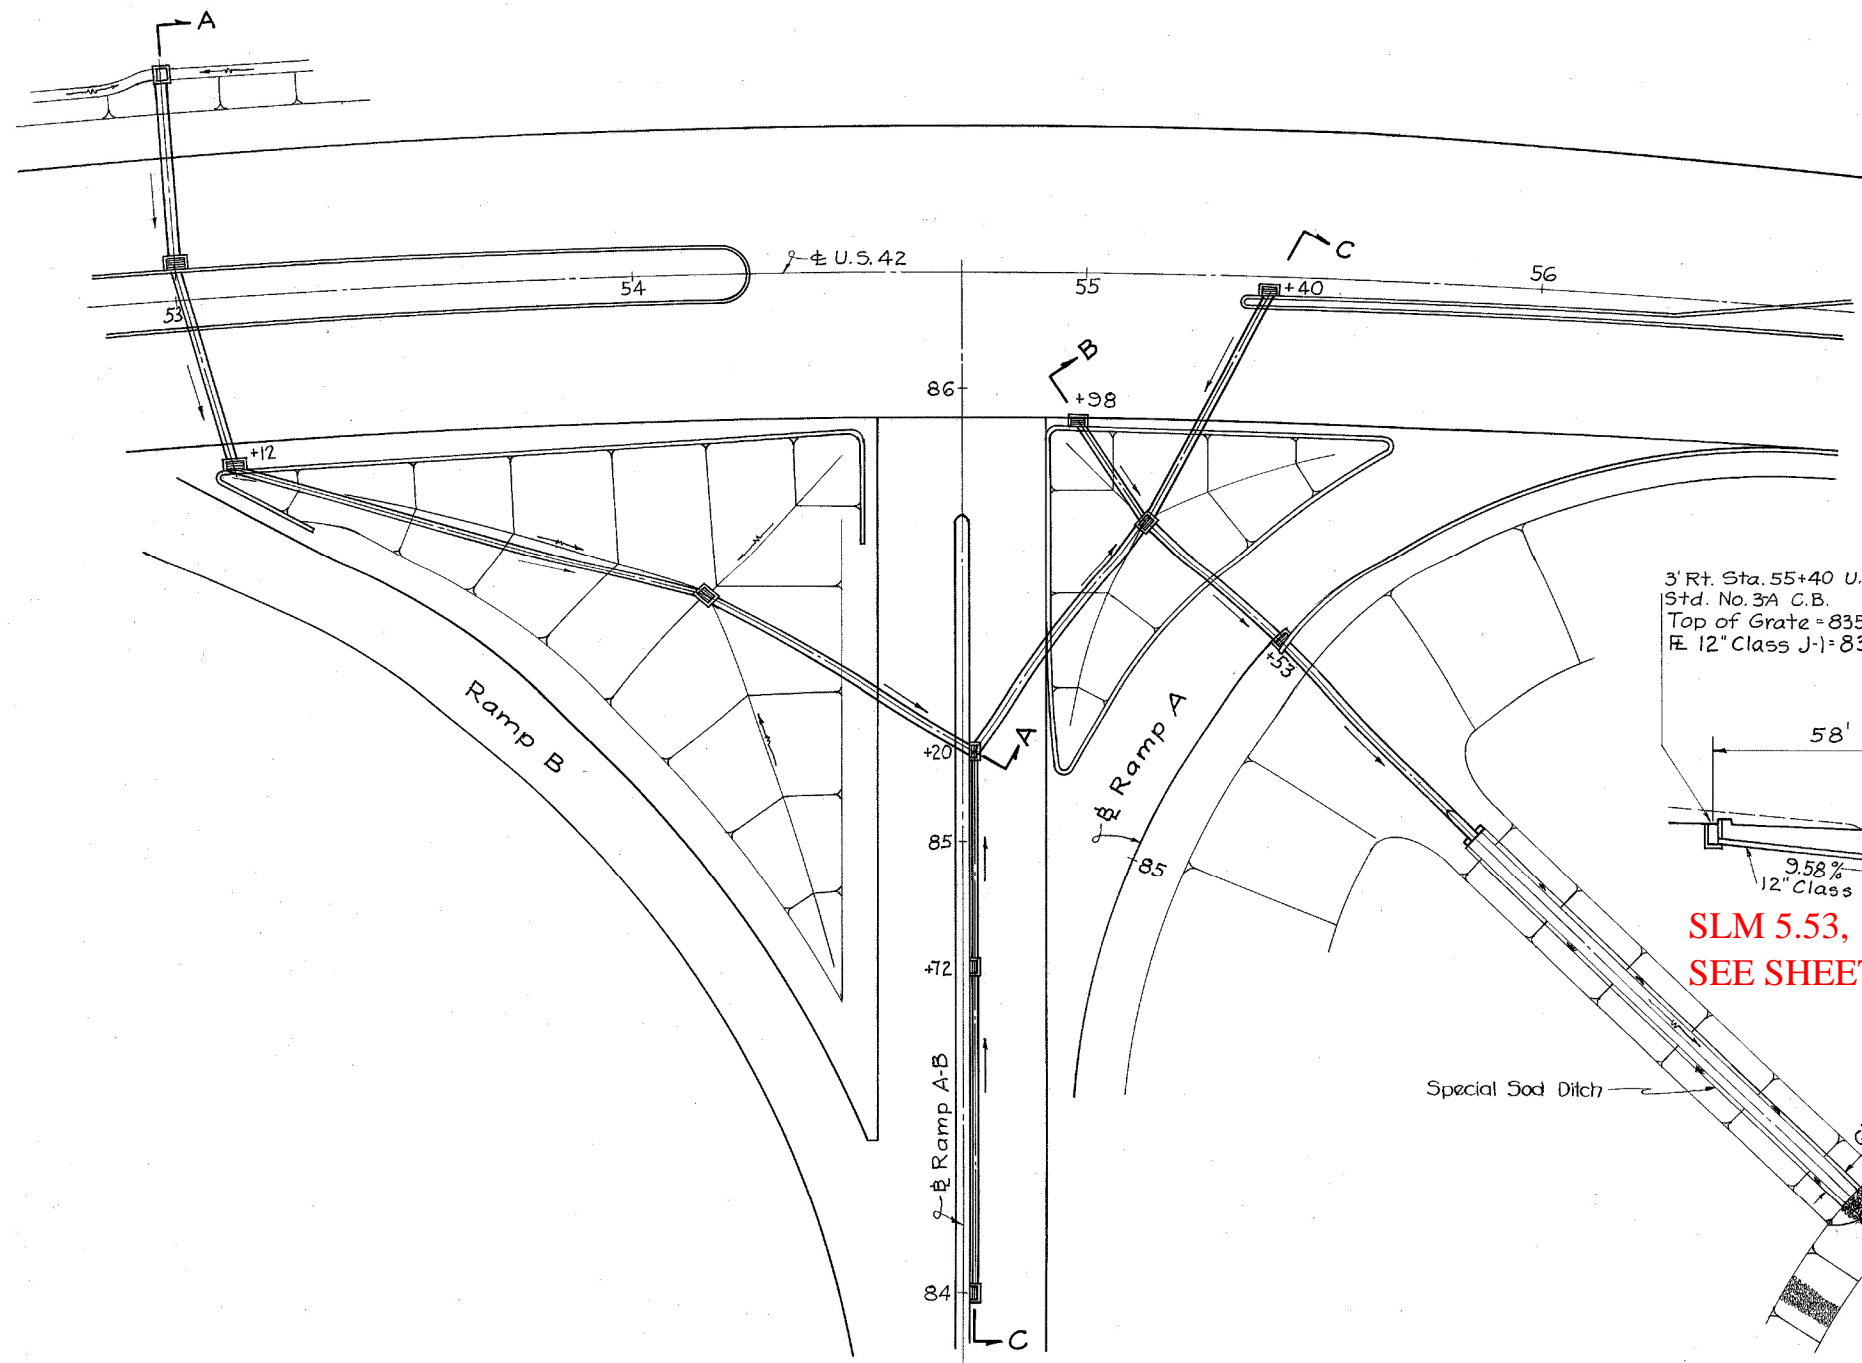 A
℄ U.S. 42
C
54
55
56
53
+40
B
86
+98
+12
3' Rt. Sta. 55+40 U.
Std. No. 3A C.B.
Top of Grate = 835
12" Class J-1 = 83
+53
Ramp B
℄ Ramp A
58'
+20
A
85
85
9.58%
12" Class
SLM 5.53,
SEE SHEET
+72
Special Sod Ditch
℄ Ramp A-B
84
C